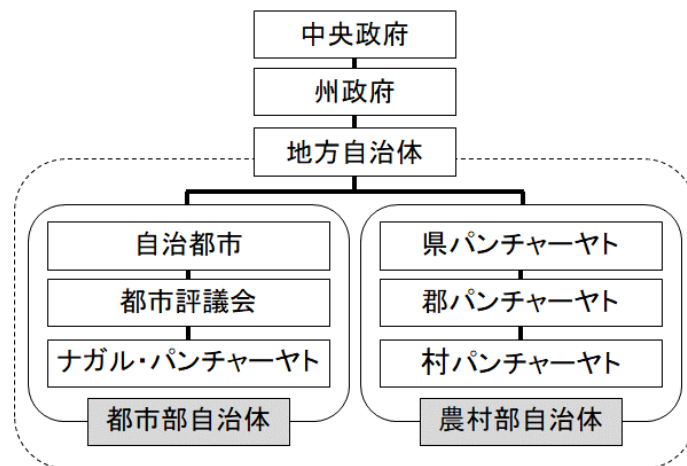 中央政府
州政府
地方自治体
自治都市
都市評議会
ナガル・パンチャーヤト
都市部自治体
県パンチャーヤト
郡パンチャーヤト
村パンチャーヤト
農村部自治体